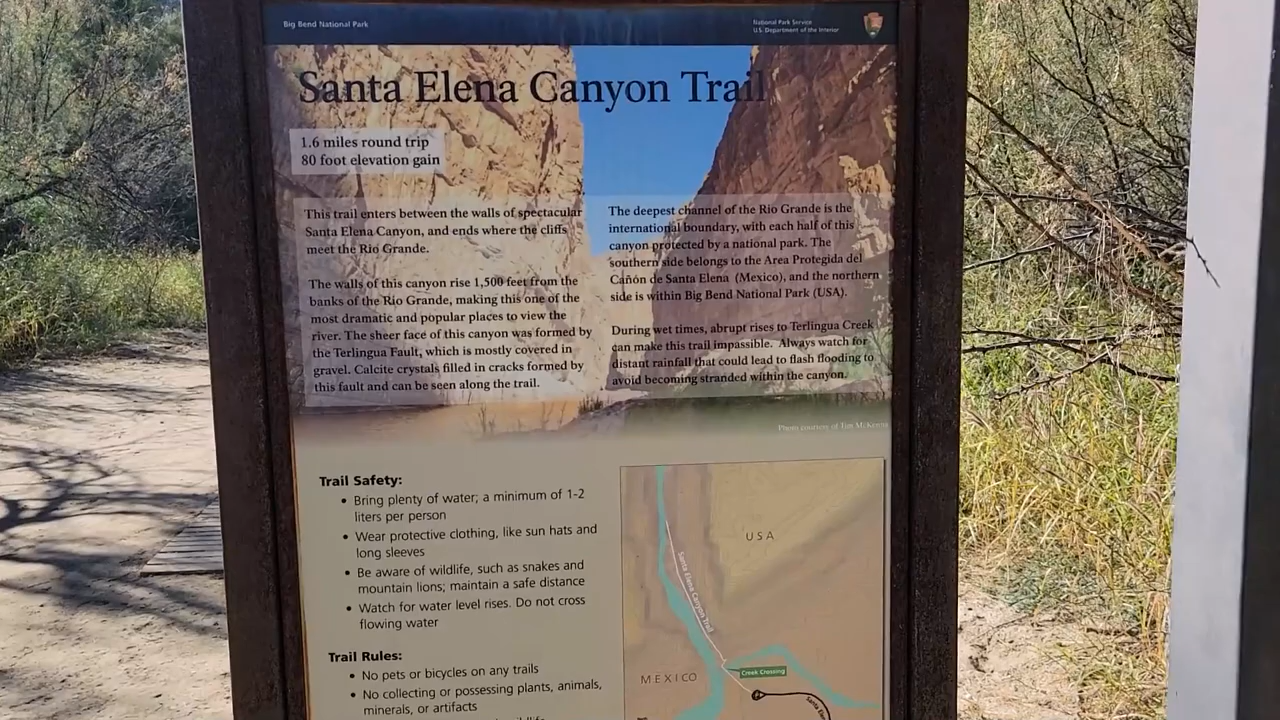 Big Bend National Park
National Park Service
U.S. Department of the Interior
Santa Elena Canyon Trail
1.6 miles round trip
80 foot elevation gain
This trail enters between the walls of spectacular
Santa Elena Canyon, and ends where the cliffs
meet the Rio Grande.
The walls of this canyon rise 1,500 feet from the
banks of the Rio Grande, making this one of the
most dramatic and popular places to view the
river. The sheer face of this canyon was formed by
the Terlingua Fault, which is mostly covered in
gravel. Calcite crystals filled in cracks formed by
this fault and can be seen along the trail.
The deepest channel of the Rio Grande is the
international boundary, with each half of this
canyon protected by a national park. The
southern side belongs to the Area Protegida del
Cañón de Santa Elena (Mexico), and the northern
side is within Big Bend National Park (USA).
During wet times, abrupt rises to Terlingua Creek
can make this trail impassible. Always watch for
distant rainfall that could lead to flash flooding to
avoid becoming stranded within the canyon.
Photo courtesy of Tim McKenna
Trail Safety:
• Bring plenty of water; a minimum of 1-2
liters per person
• Wear protective clothing, like sun hats and
long sleeves
• Be aware of wildlife, such as snakes and
mountain lions; maintain a safe distance
• Watch for water level rises. Do not cross
flowing water
Trail Rules:
• No pets or bicycles on any trails
• No collecting or possessing plants, animals,
minerals, or artifacts
USA
Santa Elena Canyon Trail
MEXICO
Creek Crossing
Santa Elena